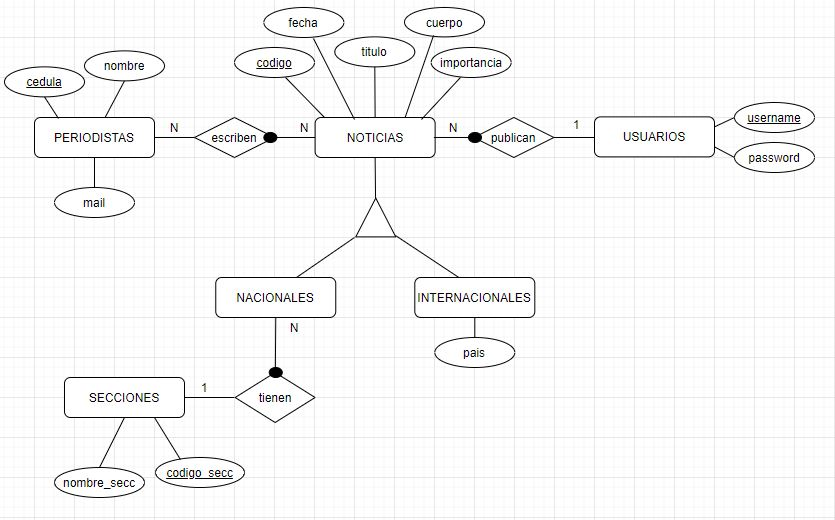 fecha
cuerpo
titulo
codigo
importancia
nombre
cedula
PERIODISTAS
N
escriben
N
NOTICIAS
N
publican
1
USUARIOS
username
password
mail
NACIONALES
INTERNACIONALES
N
pais
SECCIONES
1
tienen
nombre_secc
codigo_secc